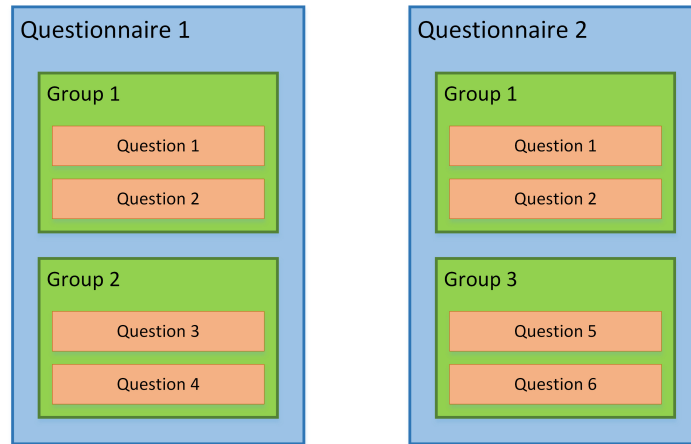 Questionnaire 1
Group 1
Question 1
Question 2
Group 2
Question 3
Question 4
Questionnaire 2
Group 1
Question 1
Question 2
Group 3
Question 5
Question 6